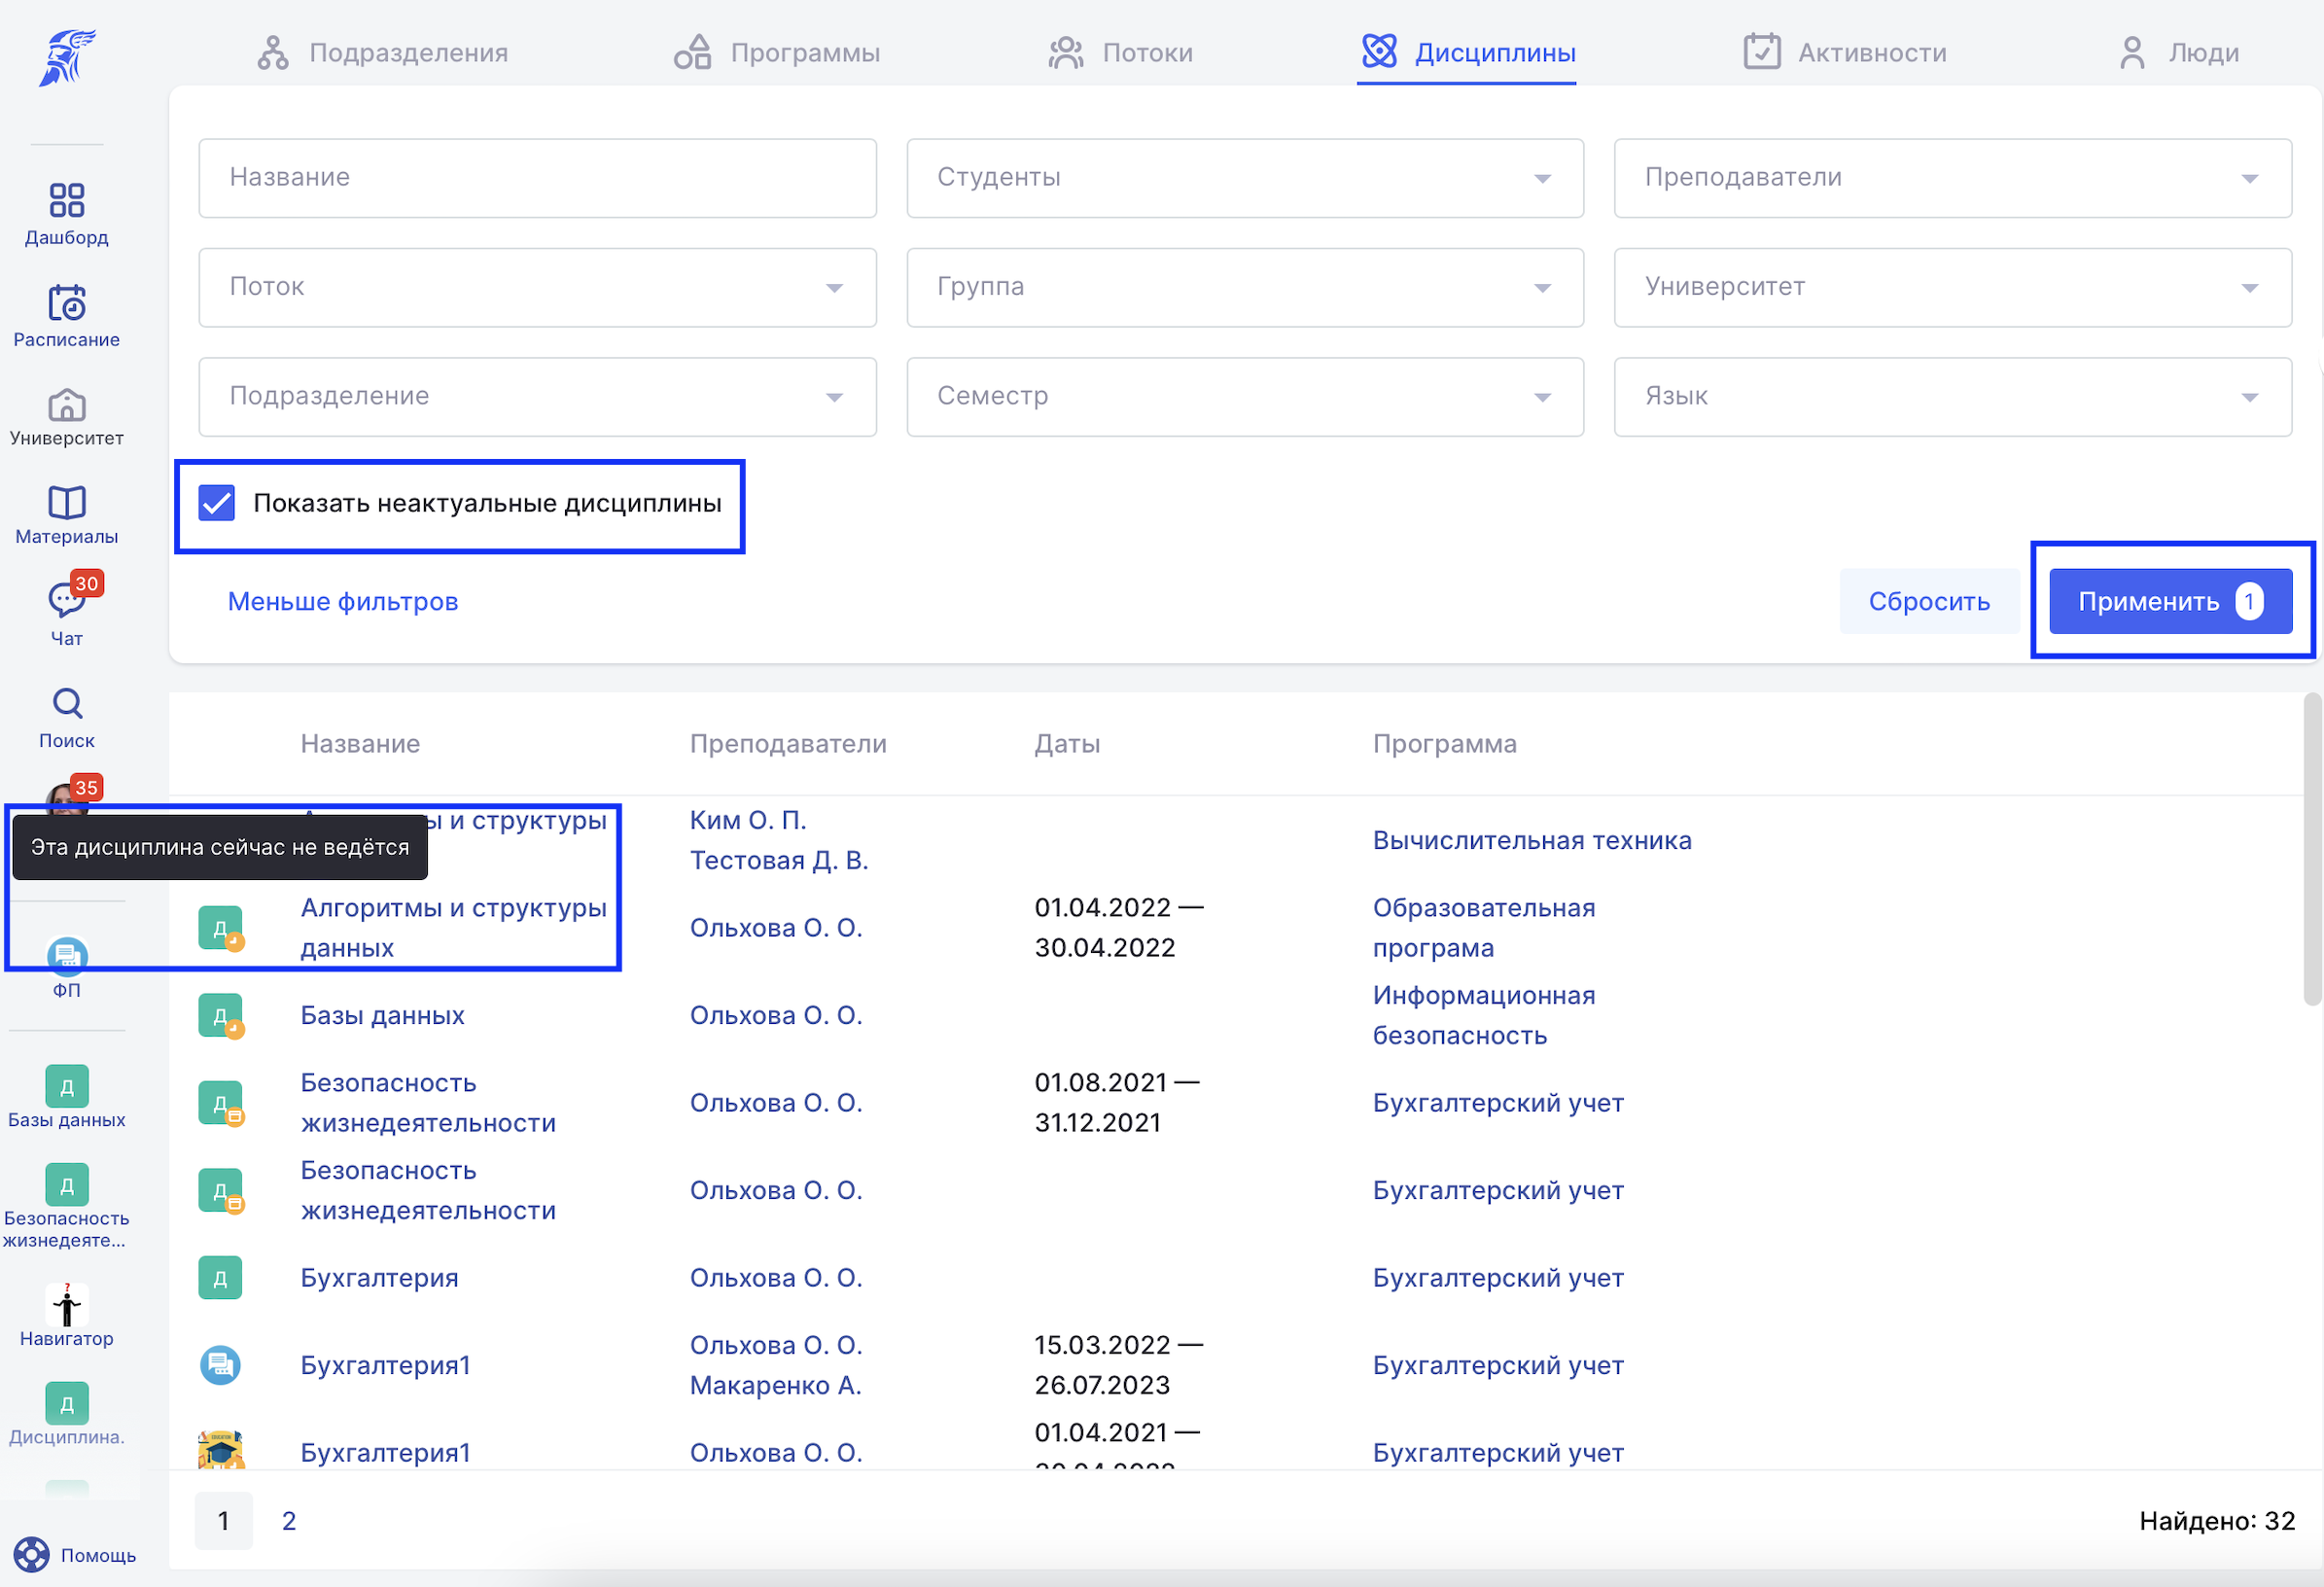 Подразделения
Программы
Потоки
Дисциплины
Активности
Люди
Дашборд
Расписание
Университет
Материалы
30
Чат
Поиск
35
ФП
Д
Базы данных
Д
Безопасность
жизнедеяте...
?
Навигатор
Д
Дисциплина.
Помощь
Название
Студенты
Преподаватели
Поток
Группа
Университет
Подразделение
Семестр
Язык
Показать неактуальные дисциплины
Меньше фильтров
Сбросить
Применить 1
Название
Преподаватели
Даты
Программа
Эта дисциплина сейчас не ведётся
ы и структуры
Ким О. П.
Тестовая Д. В.
Вычислительная техника
Д
Алгоритмы и структуры
данных
Ольхова О. О.
01.04.2022 —
30.04.2022
Образовательная
програма
Д
Базы данных
Ольхова О. О.
Информационная
безопасность
Д
Безопасность
жизнедеятельности
Ольхова О. О.
01.08.2021 —
31.12.2021
Бухгалтерский учет
Д
Безопасность
жизнедеятельности
Ольхова О. О.
Бухгалтерский учет
Д
Бухгалтерия
Ольхова О. О.
Бухгалтерский учет
Бухгалтерия1
Ольхова О. О.
Макаренко А.
15.03.2022 —
26.07.2023
Бухгалтерский учет
Бухгалтерия1
Ольхова О. О.
01.04.2021 —
Бухгалтерский учет
1
2
Найдено: 32